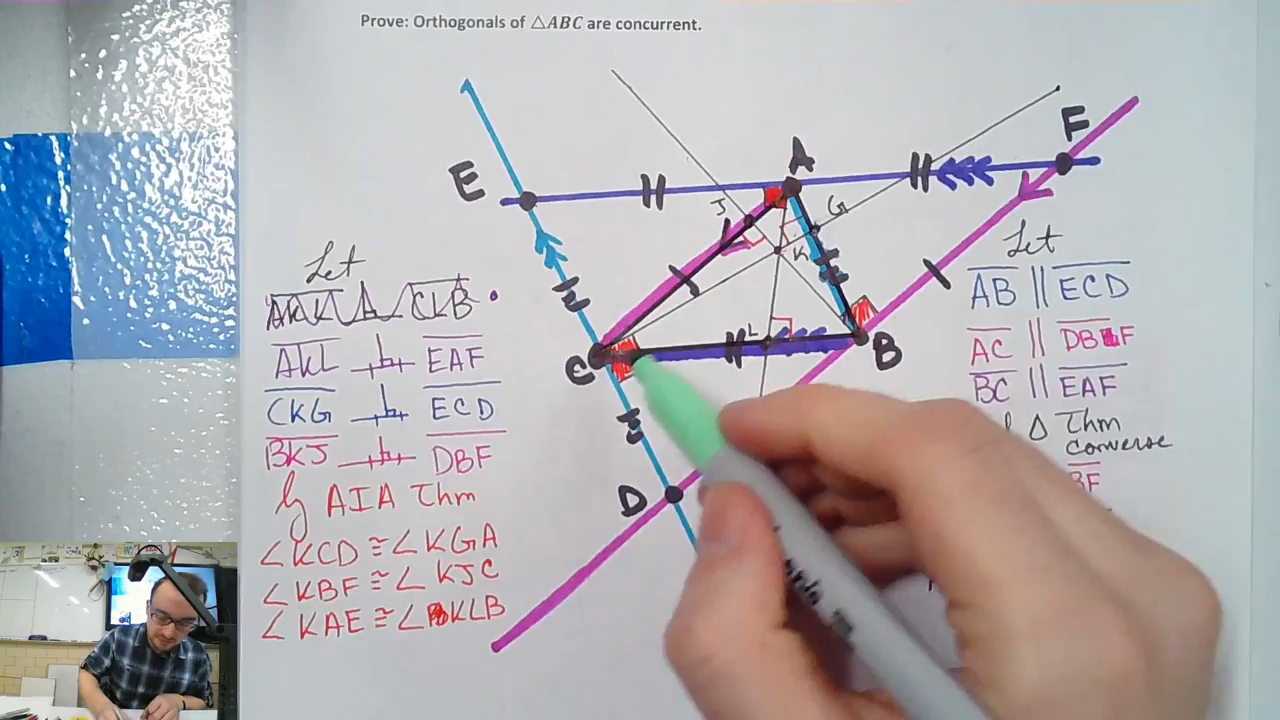 Prove: Orthogonals of △ABC are concurrent.
E
A
F
J
G
K
L
C
B
D
Let
AKL ⊥ EAF
CKG ⊥ ECD
BKJ ⊥ DBF
by AIA Thm
∠KCD ≅ ∠KGA
∠KBF ≅ ∠KJC
∠KAE ≅ ∠KLB
Let
AB || ECD
AC || DBF
BC || EAF
Δ Thm
converse
BF